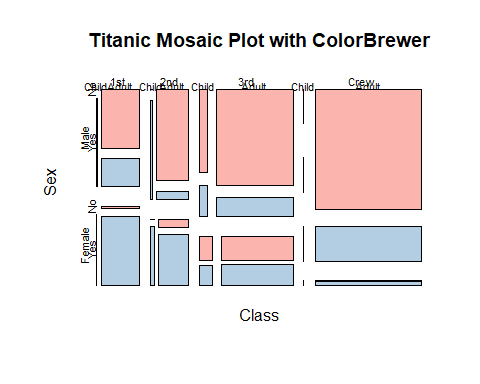 Titanic Mosaic Plot with ColorBrewer
1st 2nd 3rd Crew
Child Adult Child Adult Child Adult Child Adult
Sex
Male
No
Yes
Female
No
Yes
Class